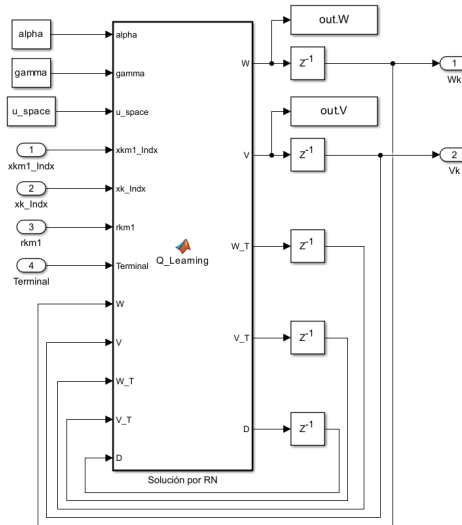 alpha
gamma
u_space
1
xkm1_Indx
2
xk_Indx
3
rkm1
4
Terminal
alpha
gamma
u_space
xkm1_Indx
xk_Indx
rkm1
Terminal
W
V
W_T
V_T
D
Q_Learning
W
V
W_T
V_T
D
Solución por RN
out.W
z-1
1
Wk
out.V
z-1
2
Vk
z-1
z-1
z-1